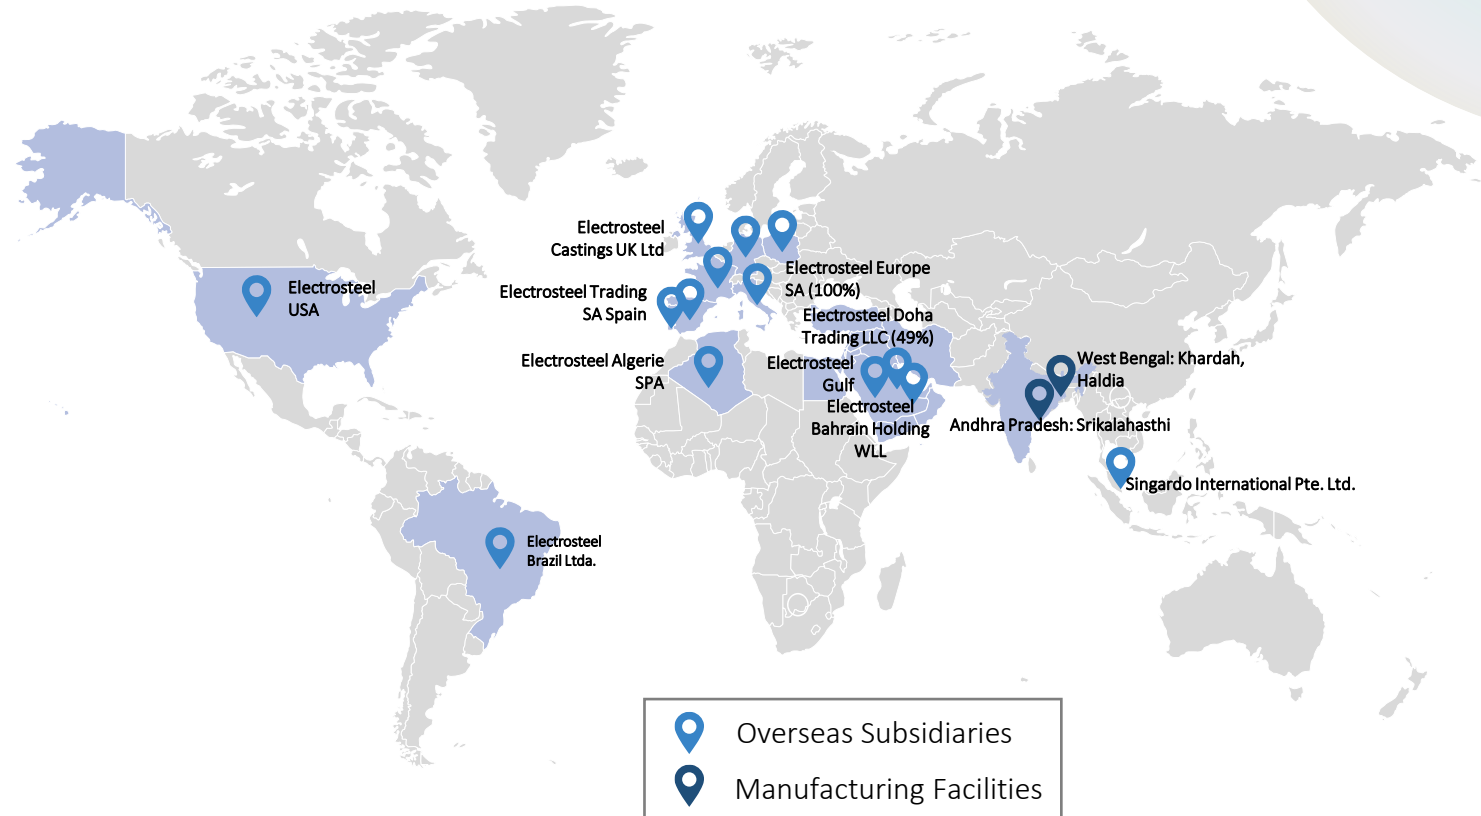 Electrosteel
Castings UK Ltd
Electrosteel Europe
SA (100%)
Electrosteel
USA
Electrosteel Trading
SA Spain
Electrosteel Doha
Trading LLC (49%)
Electrosteel Algerie
SPA
Electrosteel
Gulf
West Bengal: Khardah,
Haldia
Electrosteel
Bahrain Holding
WLL
Andhra Pradesh: Srikalahasthi
Singardo International Pte. Ltd.
Electrosteel
Brazil Ltda.
Overseas Subsidiaries
Manufacturing Facilities